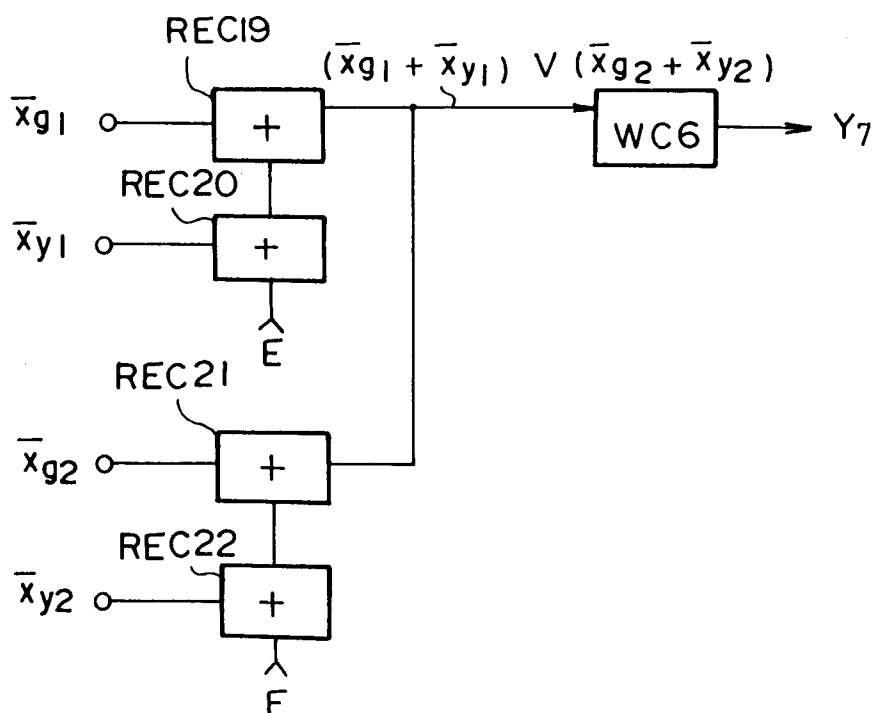 REC19
(x̅g1 + x̅y1) V (x̅g2 + x̅y2)
x̅g1
+
WC6
Y7
REC20
x̅y1
+
E
REC21
x̅g2
+
REC22
x̅y2
+
E